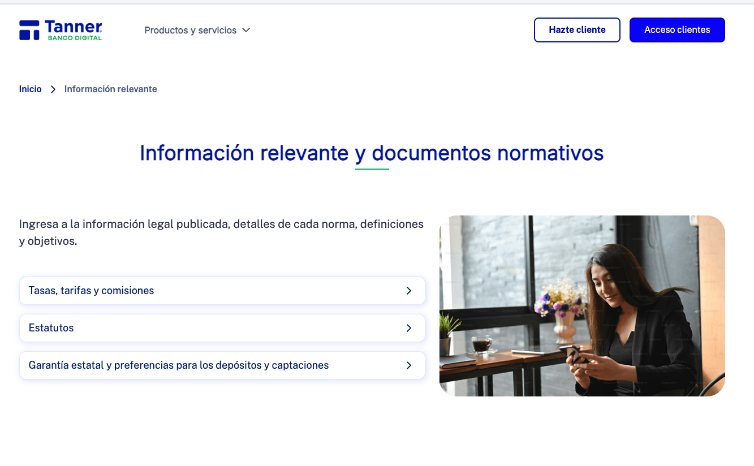 Tanner
BANCO DIGITAL
Productos y servicios
Hazte cliente
Acceso clientes
Inicio
Información relevante
Información relevante y documentos normativos
Ingresa a la información legal publicada, detalles de cada norma, definiciones
y objetivos.
Tasas, tarifas y comisiones
Estatutos
Garantía estatal y preferencias para los depósitos y captaciones